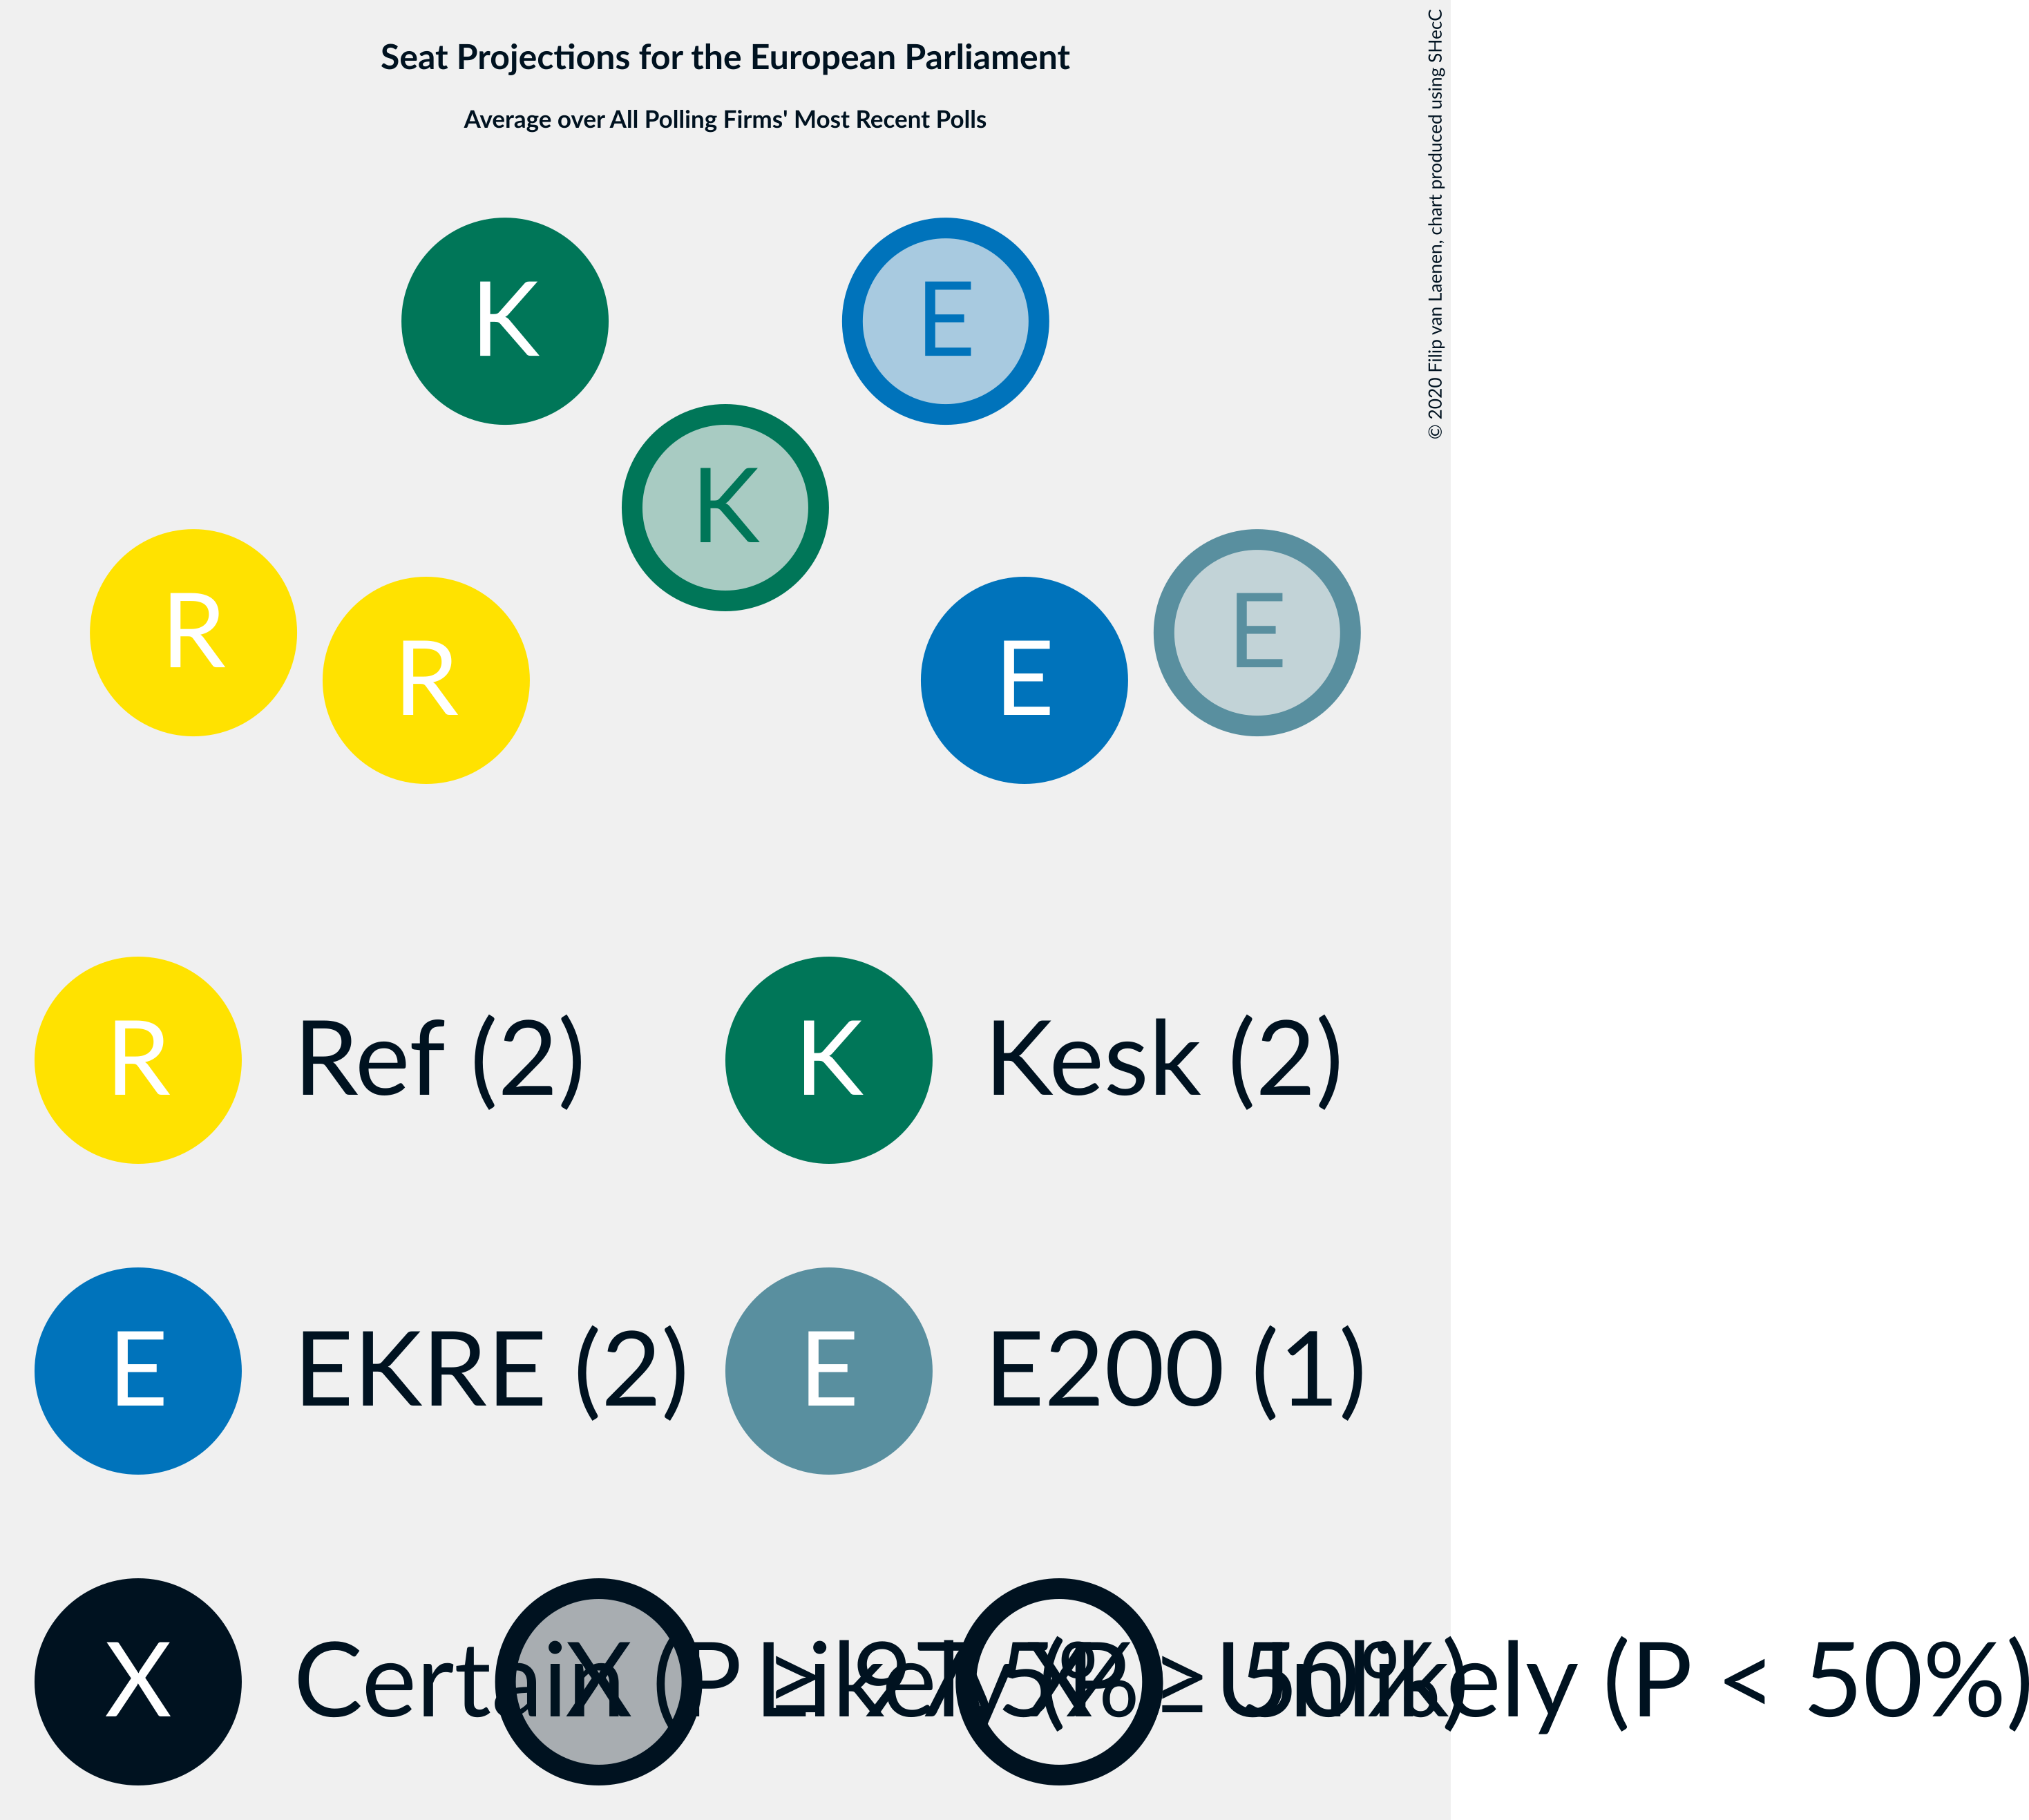 Seat Projections for the European Parliament
Average over All Polling Firms' Most Recent Polls
© 2020 Filip van Laenen, chart produced using SHecC
K E
K
R E
R E
R Ref (2) K Kesk (2)
E EKRE (2) E E200 (1)
X Certain (P ≥ 97.5%) X Likely (P ≥ 50%) X Unlikely (P < 50%)